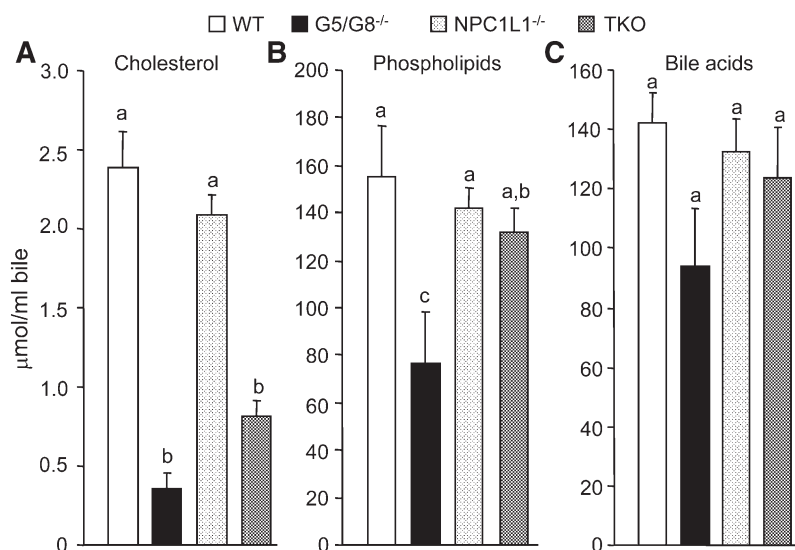 WT G5/G8-/- NPC1L1-/- TKO
A Cholesterol
B Phospholipids
C Bile acids
μmol/ml bile
3.0
2.5
2.0
1.5
1.0
0.5
0
a
b
a
b
200
180
160
140
120
100
80
60
40
20
0
a
c
a
a,b
160
140
120
100
80
60
40
20
0
a
a
a
a